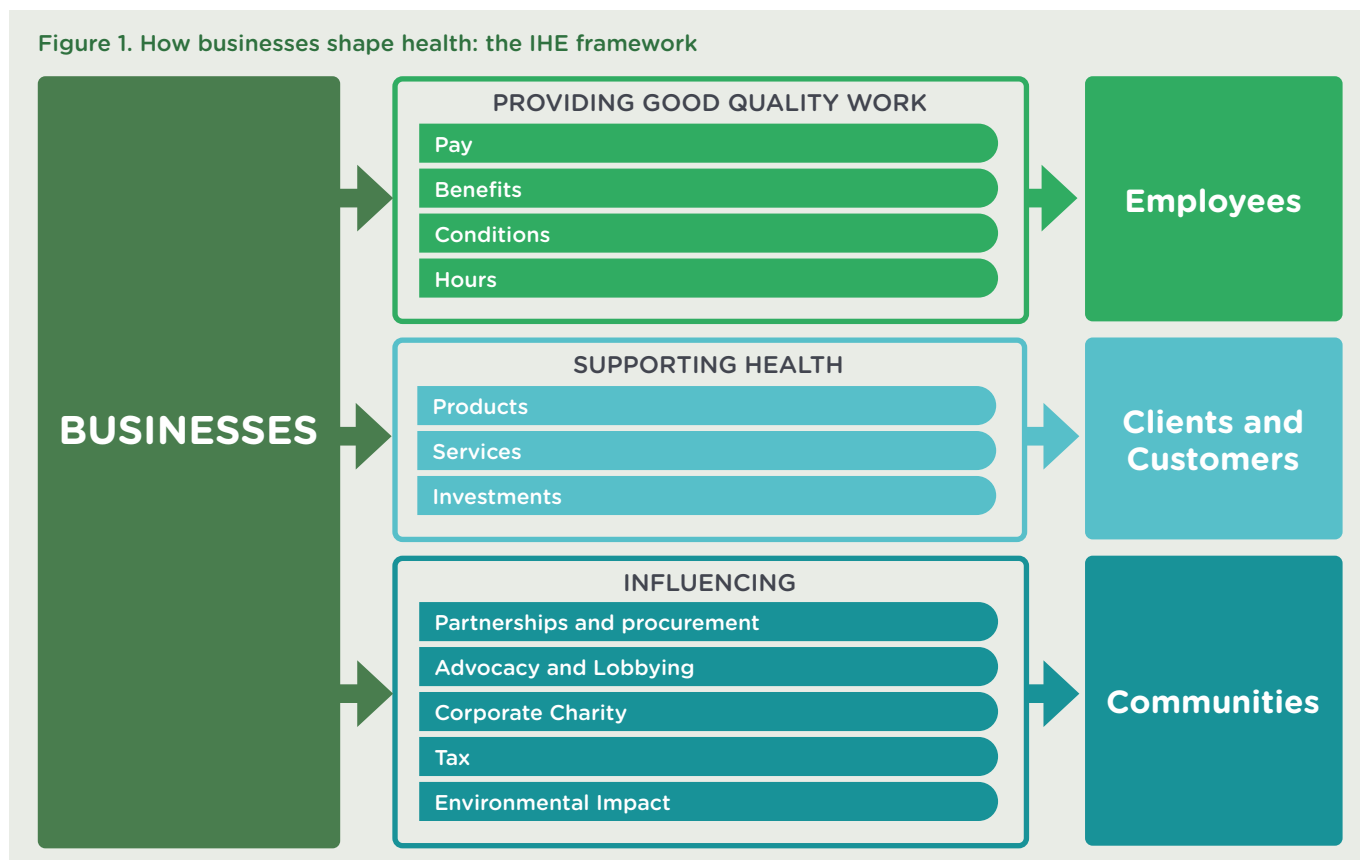 Figure 1. How businesses shape health: the IHE framework
BUSINESSES
PROVIDING GOOD QUALITY WORK
Pay
Benefits
Conditions
Hours
Employees
SUPPORTING HEALTH
Products
Services
Investments
Clients and
Customers
INFLUENCING
Partnerships and procurement
Advocacy and Lobbying
Corporate Charity
Tax
Environmental Impact
Communities